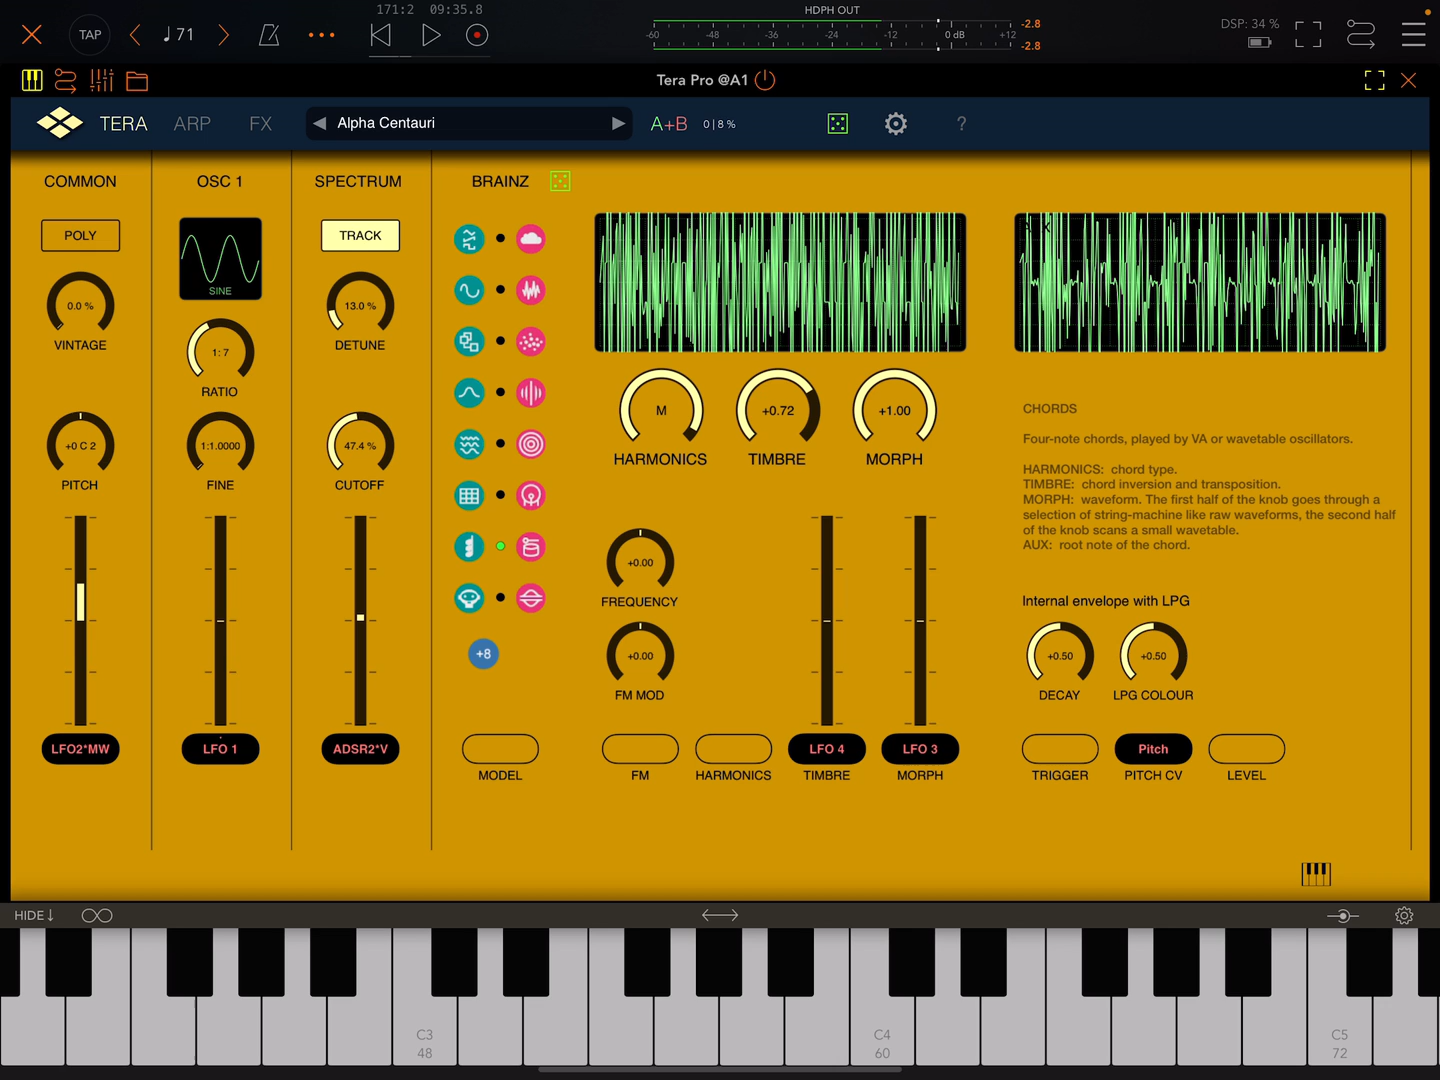 171:2 09:35.8
HDPH OUT
TAP
♩71
-60 -48 -36 -24 -12 0 dB +12
-2.8
-2.8
DSP: 34 %
Tera Pro @A1
TERA
ARP
FX
Alpha Centauri
A+B
0|8 %
?
COMMON
OSC 1
SPECTRUM
BRAINZ
POLY
SINE
TRACK
0.0 %
VINTAGE
1: 7
RATIO
13.0 %
DETUNE
+0 C 2
PITCH
1:1.0000
FINE
47.4 %
CUTOFF
M
HARMONICS
+0.72
TIMBRE
+1.00
MORPH
CHORDS
Four-note chords, played by VA or wavetable oscillators.
HARMONICS: chord type.
TIMBRE: chord inversion and transposition.
MORPH: waveform. The first half of the knob goes through a
selection of string-machine like raw waveforms, the second half
of the knob scans a small wavetable.
AUX: root note of the chord.
+0.00
FREQUENCY
+0.00
FM MOD
+8
Internal envelope with LPG
+0.50
DECAY
+0.50
LPG COLOUR
LFO2*MW
LFO 1
ADSR2*V
MODEL
FM
HARMONICS
LFO 4
TIMBRE
LFO 3
MORPH
TRIGGER
Pitch
PITCH CV
LEVEL
HIDE↓
C3
48
C4
60
C5
72